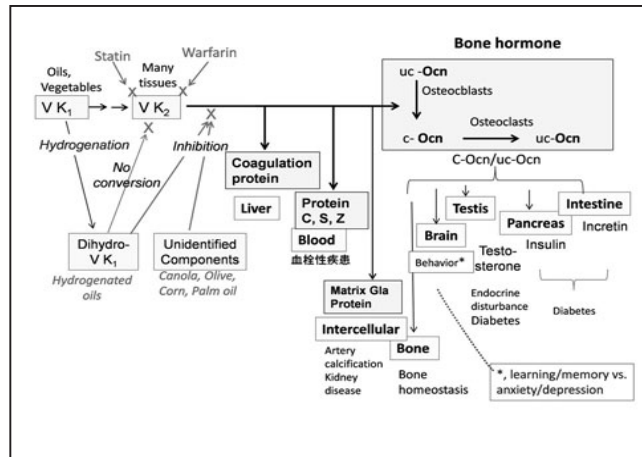 Bone hormone
Statin
Warfarin
Oils,
Vegetables
Many
tissues
V K₁
V K₂
uc -Ocn
Osteocblasts
Osteoclasts
c- Ocn
uc-Ocn
C-Ocn/uc-Ocn
Hydrogenation
No
conversion
Inhibition
Coagulation
protein
Liver
Protein
C, S, Z
Blood
血栓性疾患
Dihydro-
V K₁
Hydrogenated
oils
Unidentified
Components
Canola, Olive,
Corn, Palm oil
Matrix Gla
Protein
Intercellular
Artery
calcification
Kidney
disease
Bone
Bone
homeostasis
Brain
Behavior*
Testis
Testo-
sterone
Endocrine
disturbance
Diabetes
Pancreas
Insulin
Intestine
Incretin
Diabetes
*, learning/memory vs.
anxiety/depression
X
X
X
X